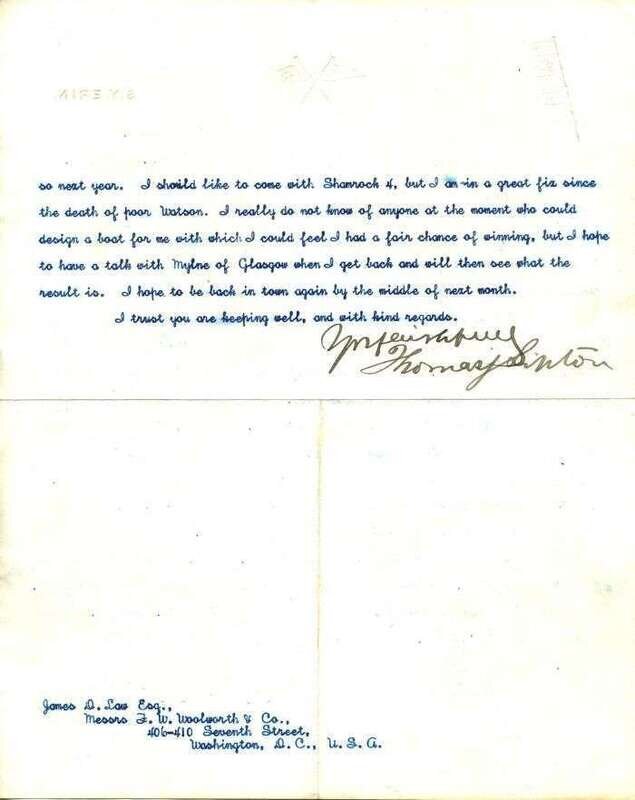 S.Y. ERIN.
so next year. I should like to come with Shamrock 4, but I am in a great fix since
the death of poor Watson. I really do not know of anyone at the moment who could
design a boat for me with which I could feel I had a fair chance of winning, but I hope
to have a talk with Mylne of Glasgow when I get back and will then see what the
result is. I hope to be back in town again by the middle of next month.
I trust you are keeping well, and with kind regards.
Yrs faithfully
Thomas J Lipton
James D. Law Esq.,
Messrs F. W. Woolworth & Co.,
406-410 Seventh Street,
Washington, D. C., U. S. A.